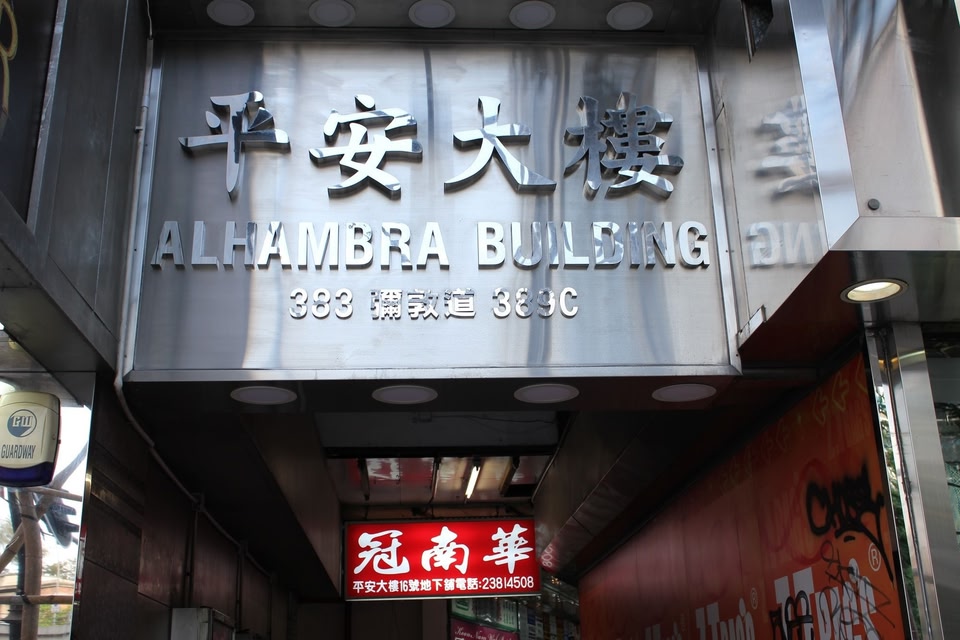 平安大樓
ALHAMBRA BUILDING
383 彌敦道 389C
GUARDWAY
冠南華
平安大樓16號地下舖電話:23814508